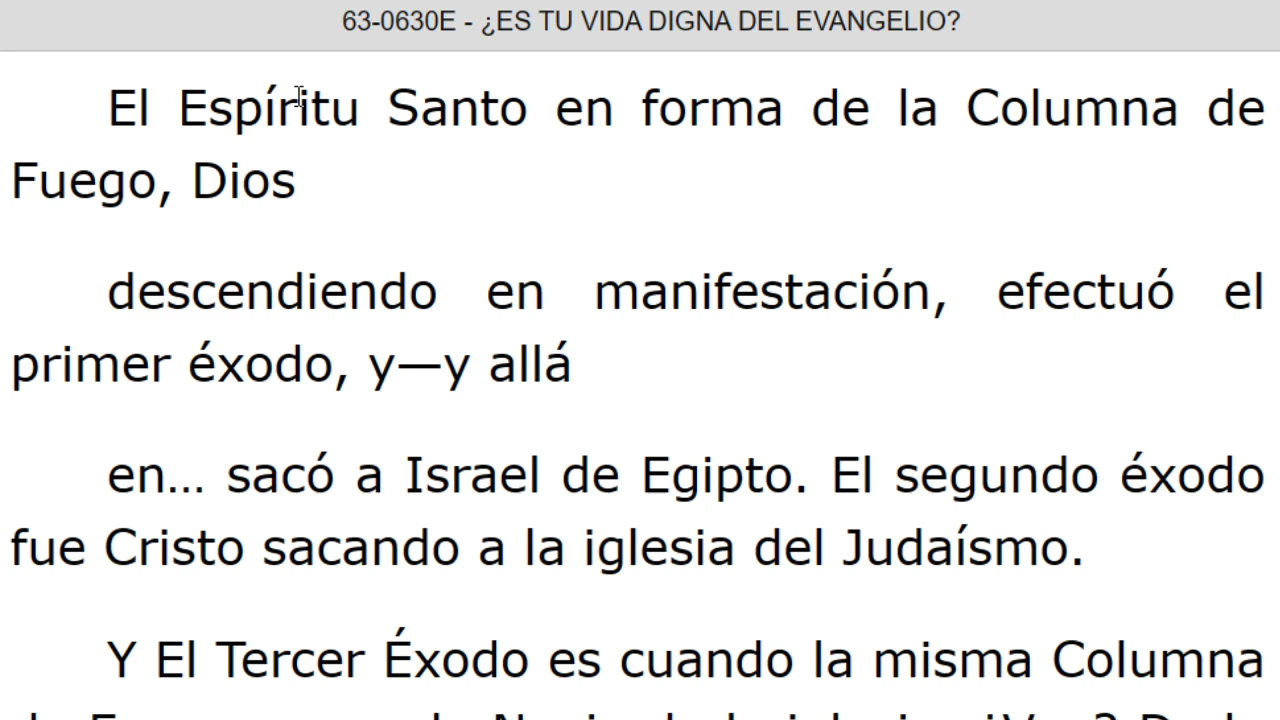 63-0630E - ¿ES TU VIDA DIGNA DEL EVANGELIO?
El Espíritu Santo en forma de la Columna de
Fuego, Dios
descendiendo en manifestación, efectuó el
primer éxodo, y—y allá
en… sacó a Israel de Egipto. El segundo éxodo
fue Cristo sacando a la iglesia del Judaísmo.
Y El Tercer Éxodo es cuando la misma Columna